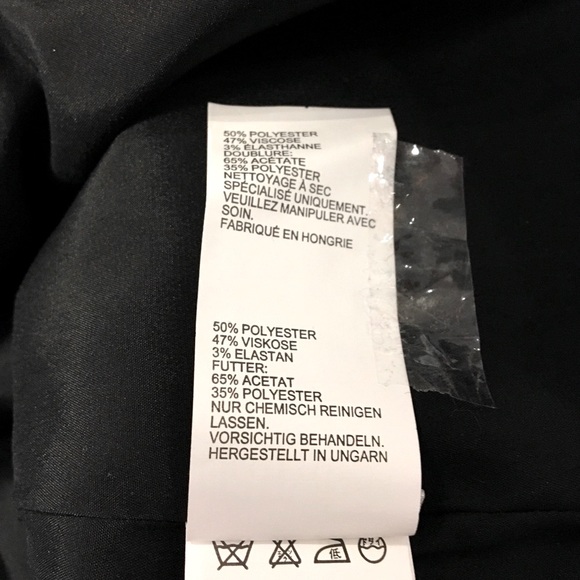 50% POLYESTER
47% VISCOSE
3% ÉLASTHANNE
DOUBLURE:
65% ACÉTATE
35% POLYESTER
NETTOYAGE À SEC
SPÉCIALISÉ UNIQUEMENT.
VEUILLEZ MANIPULER AVEC
SOIN.
FABRIQUÉ EN HONGRIE
50% POLYESTER
47% VISKOSE
3% ELASTAN
FUTTER:
65% ACETAT
35% POLYESTER
NUR CHEMISCH REINIGEN
LASSEN.
VORSICHTIG BEHANDELN.
HERGESTELLT IN UNGARN
低